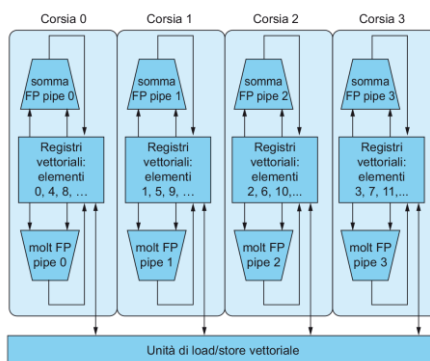 Corsia 0
Corsia 1
Corsia 2
Corsia 3
somma
FP pipe 0
somma
FP pipe 1
somma
FP pipe 2
somma
FP pipe 3
Registri
vettoriali:
elementi
0, 4, 8, …
Registri
vettoriali:
elementi
1, 5, 9, …
Registri
vettoriali:
elementi
2, 6, 10,...
Registri
vettoriali:
elementi
3, 7, 11,...
molt FP
pipe 0
molt FP
pipe 1
molt FP
pipe 2
molt FP
pipe 3
Unità di load/store vettoriale